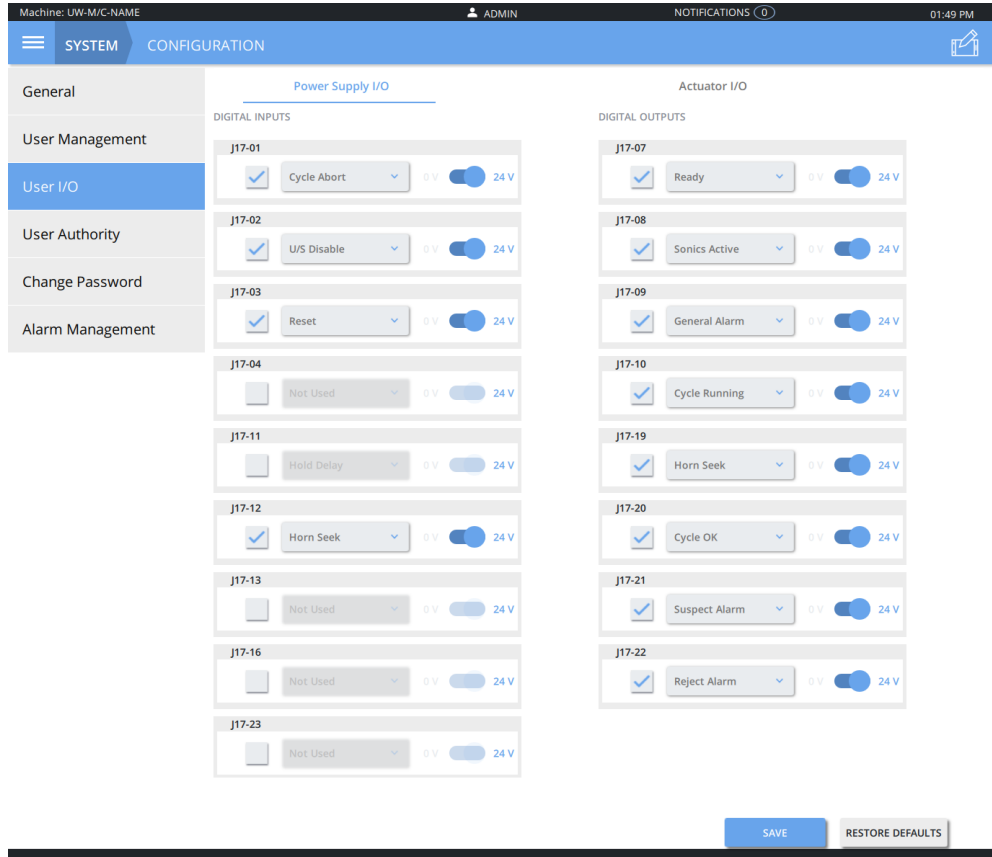 Machine: UW-M/C-NAME ADMIN NOTIFICATIONS 0 01:49 PM
SYSTEM CONFIGURATION
General
User Management
User I/O
User Authority
Change Password
Alarm Management
Power Supply I/O Actuator I/O
DIGITAL INPUTS
J17-01
Cycle Abort 0 V 24 V
J17-02
U/S Disable 0 V 24 V
J17-03
Reset 0 V 24 V
J17-04
Not Used 0 V 24 V
J17-11
Hold Delay 0 V 24 V
J17-12
Horn Seek 0 V 24 V
J17-13
Not Used 0 V 24 V
J17-16
Not Used 0 V 24 V
J17-23
Not Used 0 V 24 V
DIGITAL OUTPUTS
J17-07
Ready 0 V 24 V
J17-08
Sonics Active 0 V 24 V
J17-09
General Alarm 0 V 24 V
J17-10
Cycle Running 0 V 24 V
J17-19
Horn Seek 0 V 24 V
J17-20
Cycle OK 0 V 24 V
J17-21
Suspect Alarm 0 V 24 V
J17-22
Reject Alarm 0 V 24 V
SAVE RESTORE DEFAULTS